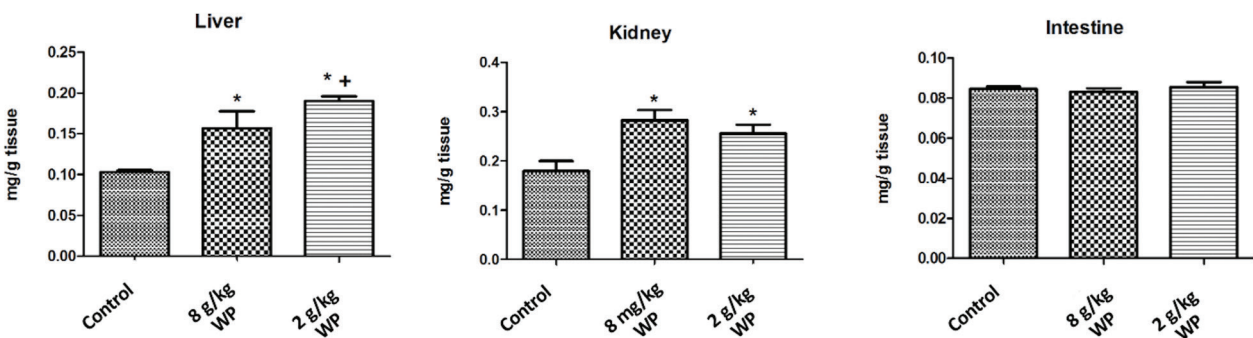 Liver
mg/g tissue
0.25
0.20
0.15
0.10
0.05
0.00
*
* +
Control
8 g/kg
WP
2 g/kg
WP
Kidney
mg/g tissue
0.4
0.3
0.2
0.1
0.0
*
*
Control
8 mg/kg
WP
2 g/kg
WP
Intestine
mg/g tissue
0.10
0.08
0.06
0.04
0.02
0.00
Control
8 g/kg
WP
2 g/kg
WP